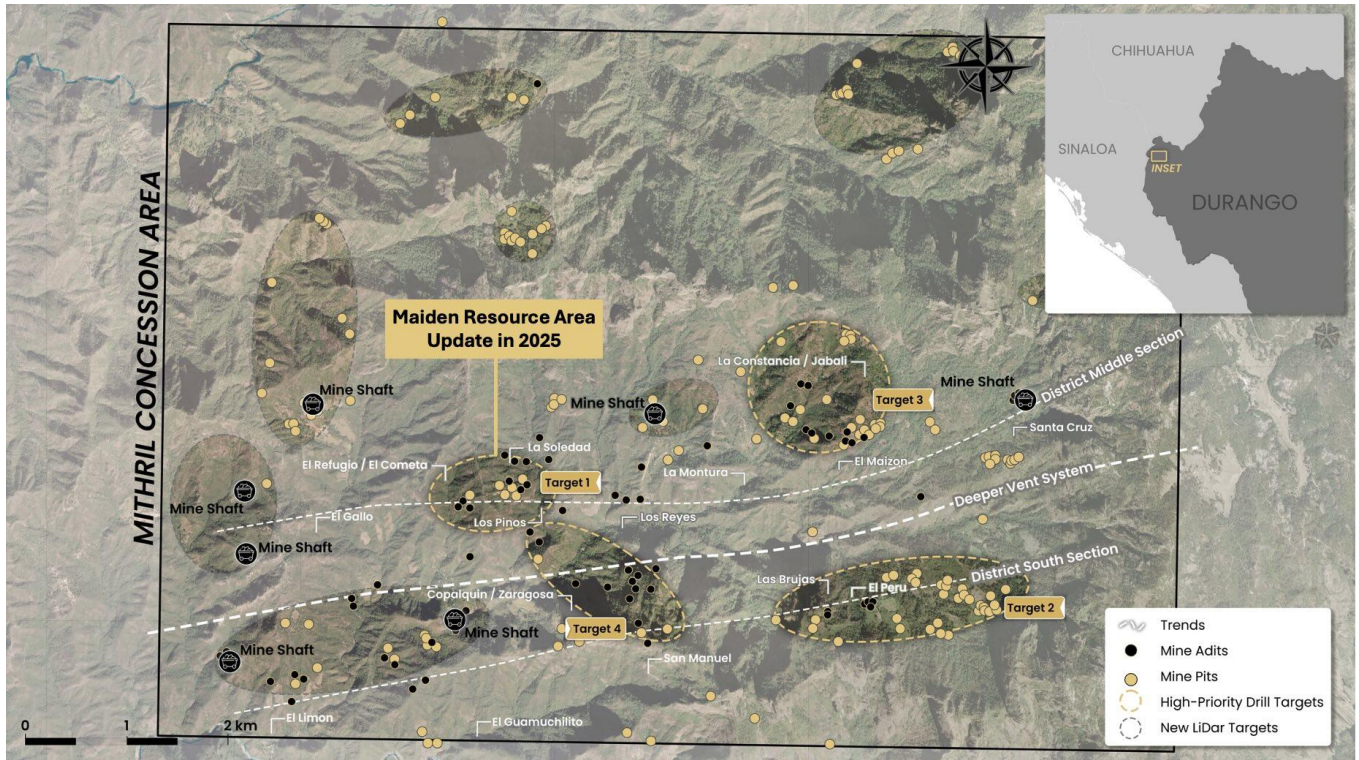 CHIHUAHUA
SINALOA
INSET
DURANGO
MITHRIL CONCESSION AREA
Maiden Resource Area
Update in 2025
La Constancia / Jabali
District Middle Section
Mine Shaft
Mine Shaft
Mine Shaft
Target 3
Santa Cruz
La Soledad
El Refugio / El Cometa
La Montura
El Maizon
Target 1
Deeper Vent System
Mine Shaft
El Gallo
Los Pinos
Los Reyes
Mine Shaft
District South Section
Las Brujas
El Peru
Copalquin / Zaragosa
Target 2
Mine Shaft
Target 4
Mine Shaft
San Manuel
El Limon
El Guamuchilito
0 1 2 km
Trends
Mine Adits
Mine Pits
High-Priority Drill Targets
New LiDar Targets